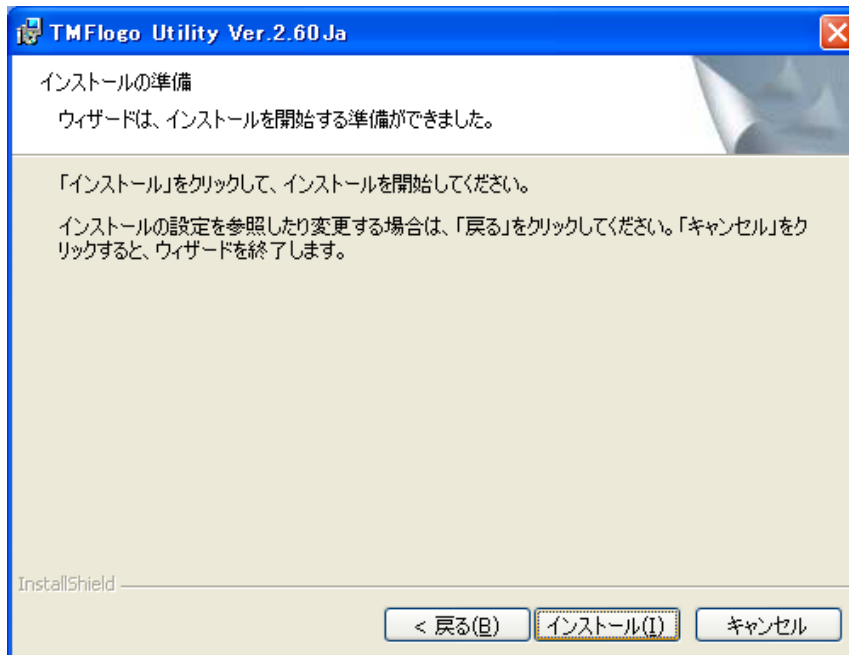 TMFlogo Utility Ver.2.60Ja
インストールの準備
ウィザードは、インストールを開始する準備ができました。
「インストール」をクリックして、インストールを開始してください。
インストールの設定を参照したり変更する場合は、「戻る」をクリックしてください。「キャンセル」をク
リックすると、ウィザードを終了します。
InstallShield
< 戻る(B)
インストール(I)
キャンセル